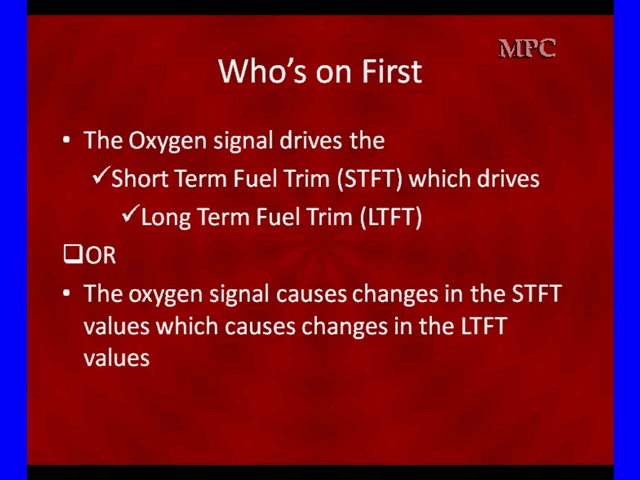 MPC
Who's on First
• The Oxygen signal drives the
✓Short Term Fuel Trim (STFT) which drives
✓Long Term Fuel Trim (LTFT)
❑OR
• The oxygen signal causes changes in the STFT
values which causes changes in the LTFT
values